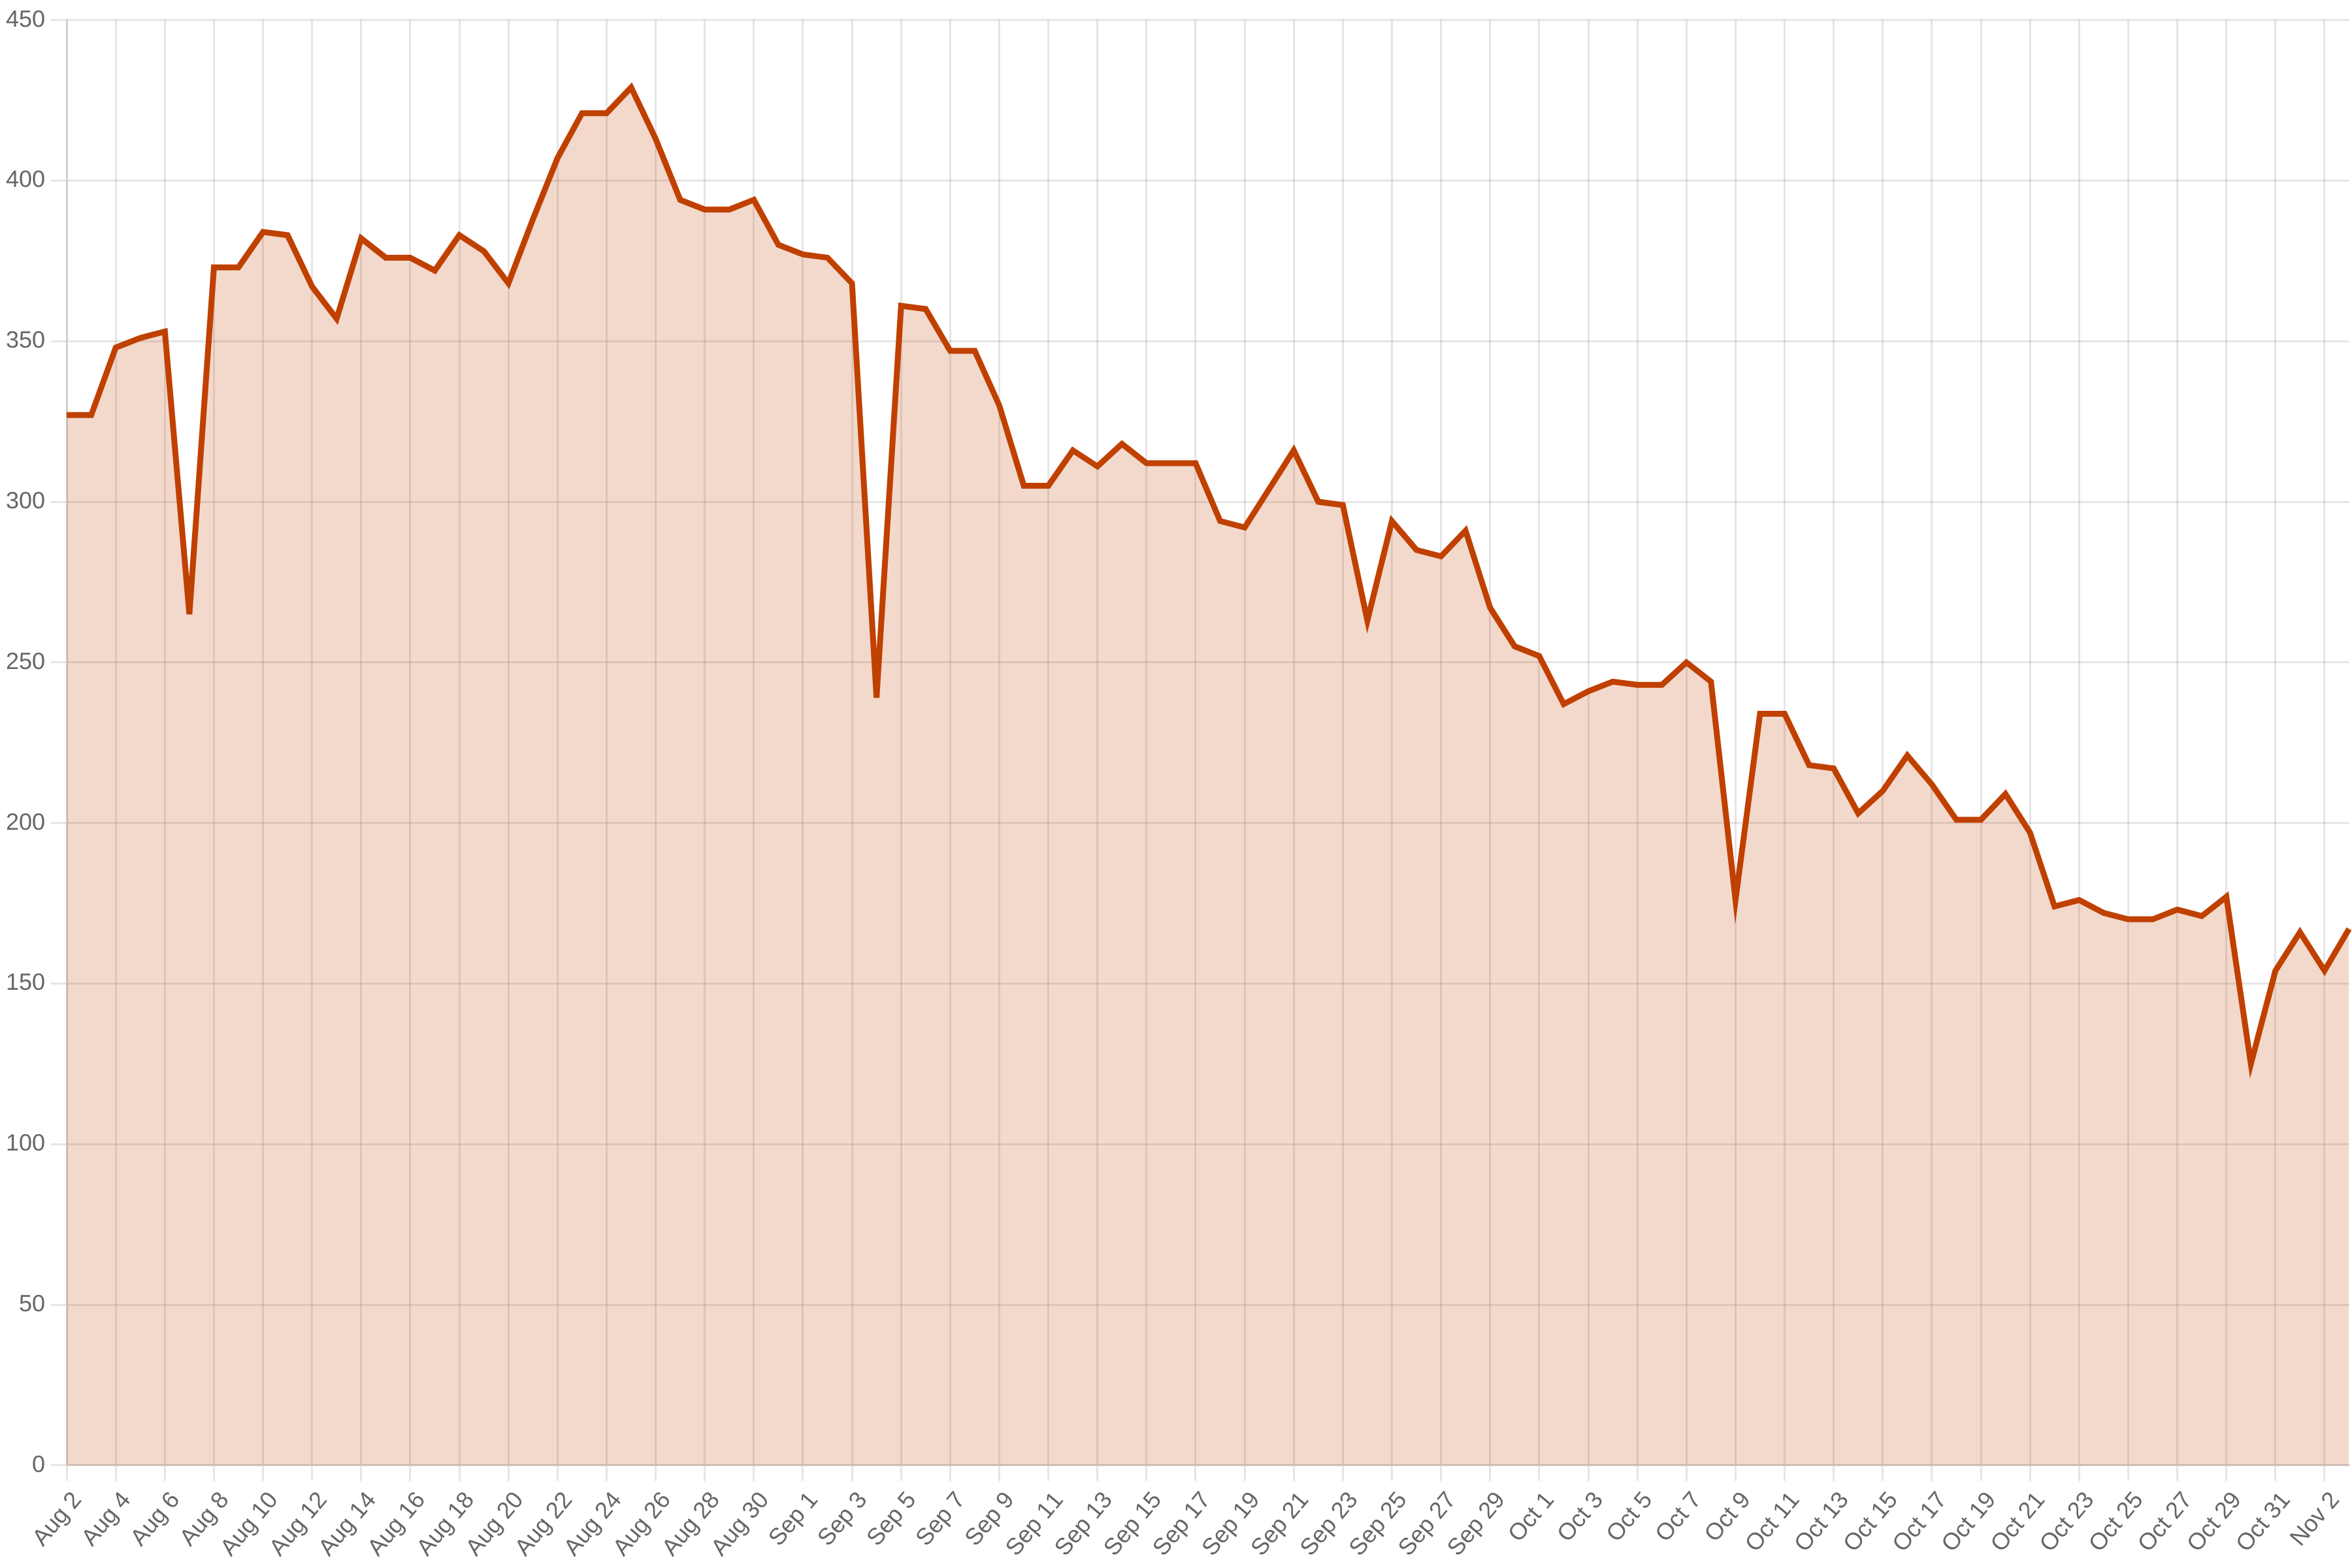 450
400
350
300
250
200
150
100
50
0
Aug 2
Aug 4
Aug 6
Aug 8
Aug 10
Aug 12
Aug 14
Aug 16
Aug 18
Aug 20
Aug 22
Aug 24
Aug 26
Aug 28
Aug 30
Sep 1
Sep 3
Sep 5
Sep 7
Sep 9
Sep 11
Sep 13
Sep 15
Sep 17
Sep 19
Sep 21
Sep 23
Sep 25
Sep 27
Sep 29
Oct 1
Oct 3
Oct 5
Oct 7
Oct 9
Oct 11
Oct 13
Oct 15
Oct 17
Oct 19
Oct 21
Oct 23
Oct 25
Oct 27
Oct 29
Oct 31
Nov 2